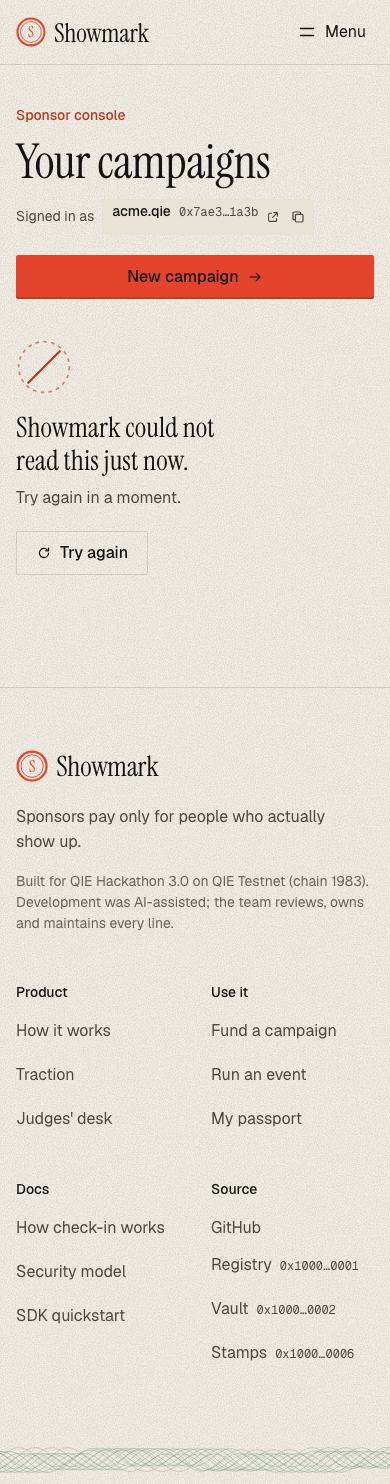 Showmark
Menu
Sponsor console
Your campaigns
Signed in as acme.qie 0x7ae3…1a3b
New campaign →
Showmark could not
read this just now.
Try again in a moment.
Try again
Showmark
Sponsors pay only for people who actually
show up.
Built for QIE Hackathon 3.0 on QIE Testnet (chain 1983).
Development was AI-assisted; the team reviews, owns
and maintains every line.
Product
How it works
Traction
Judges' desk
Use it
Fund a campaign
Run an event
My passport
Docs
How check-in works
Security model
SDK quickstart
Source
GitHub
Registry 0x1000…0001
Vault 0x1000…0002
Stamps 0x1000…0006